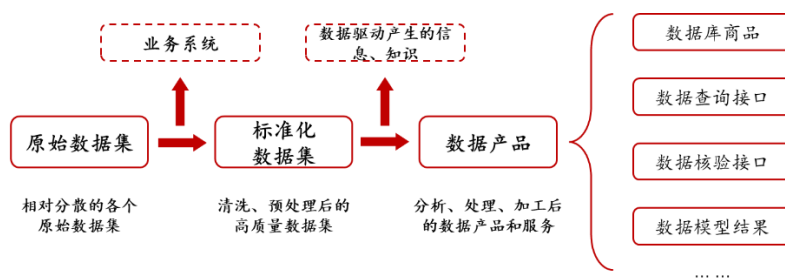 业务系统
数据驱动产生的信
息、知识
原始数据集
标准化
数据集
数据产品
相对分散的各个
原始数据集
清洗、预处理后的
高质量数据集
分析、处理、加工后
的数据产品和服务
数据库商品
数据查询接口
数据核验接口
数据模型结果
……